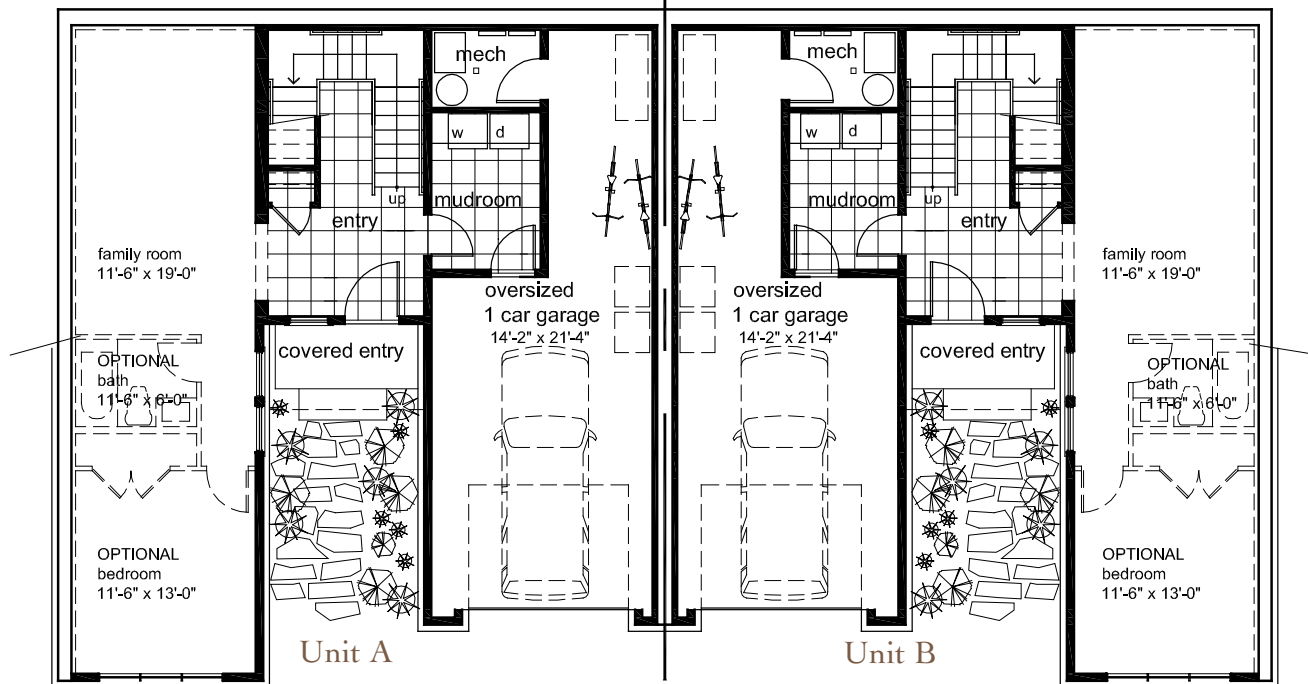 mech
w d
mudroom
up
entry
family room
11'-6" x 19'-0"
oversized
1 car garage
14'-2" x 21'-4"
covered entry
OPTIONAL
bath
11'-6" x 6'-0"
OPTIONAL
bedroom
11'-6" x 13'-0"
Unit A
mech
w d
mudroom
up
entry
family room
11'-6" x 19'-0"
oversized
1 car garage
14'-2" x 21'-4"
covered entry
OPTIONAL
bath
11'-6" x 6'-0"
OPTIONAL
bedroom
11'-6" x 13'-0"
Unit B